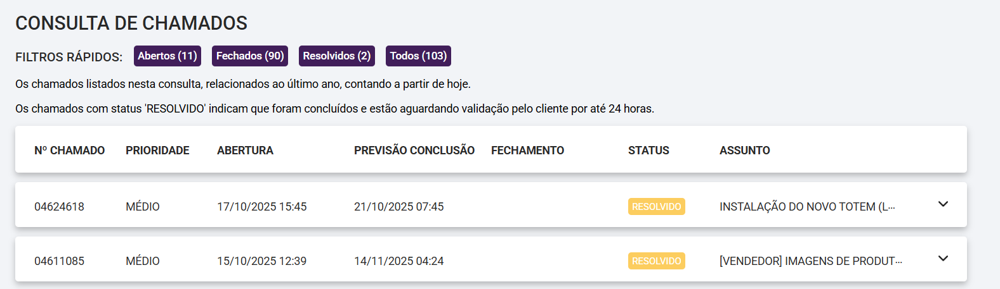 CONSULTA DE CHAMADOS
FILTROS RÁPIDOS: Abertos (11) Fechados (90) Resolvidos (2) Todos (103)
Os chamados listados nesta consulta, relacionados ao último ano, contando a partir de hoje.
Os chamados com status 'RESOLVIDO' indicam que foram concluídos e estão aguardando validação pelo cliente por até 24 horas.
Nº CHAMADO PRIORIDADE ABERTURA PREVISÃO CONCLUSÃO FECHAMENTO STATUS ASSUNTO
04624618 MÉDIO 17/10/2025 15:45 21/10/2025 07:45 RESOLVIDO INSTALAÇÃO DO NOVO TOTEM (L...
04611085 MÉDIO 15/10/2025 12:39 14/11/2025 04:24 RESOLVIDO [VENDEDOR] IMAGENS DE PRODUT...